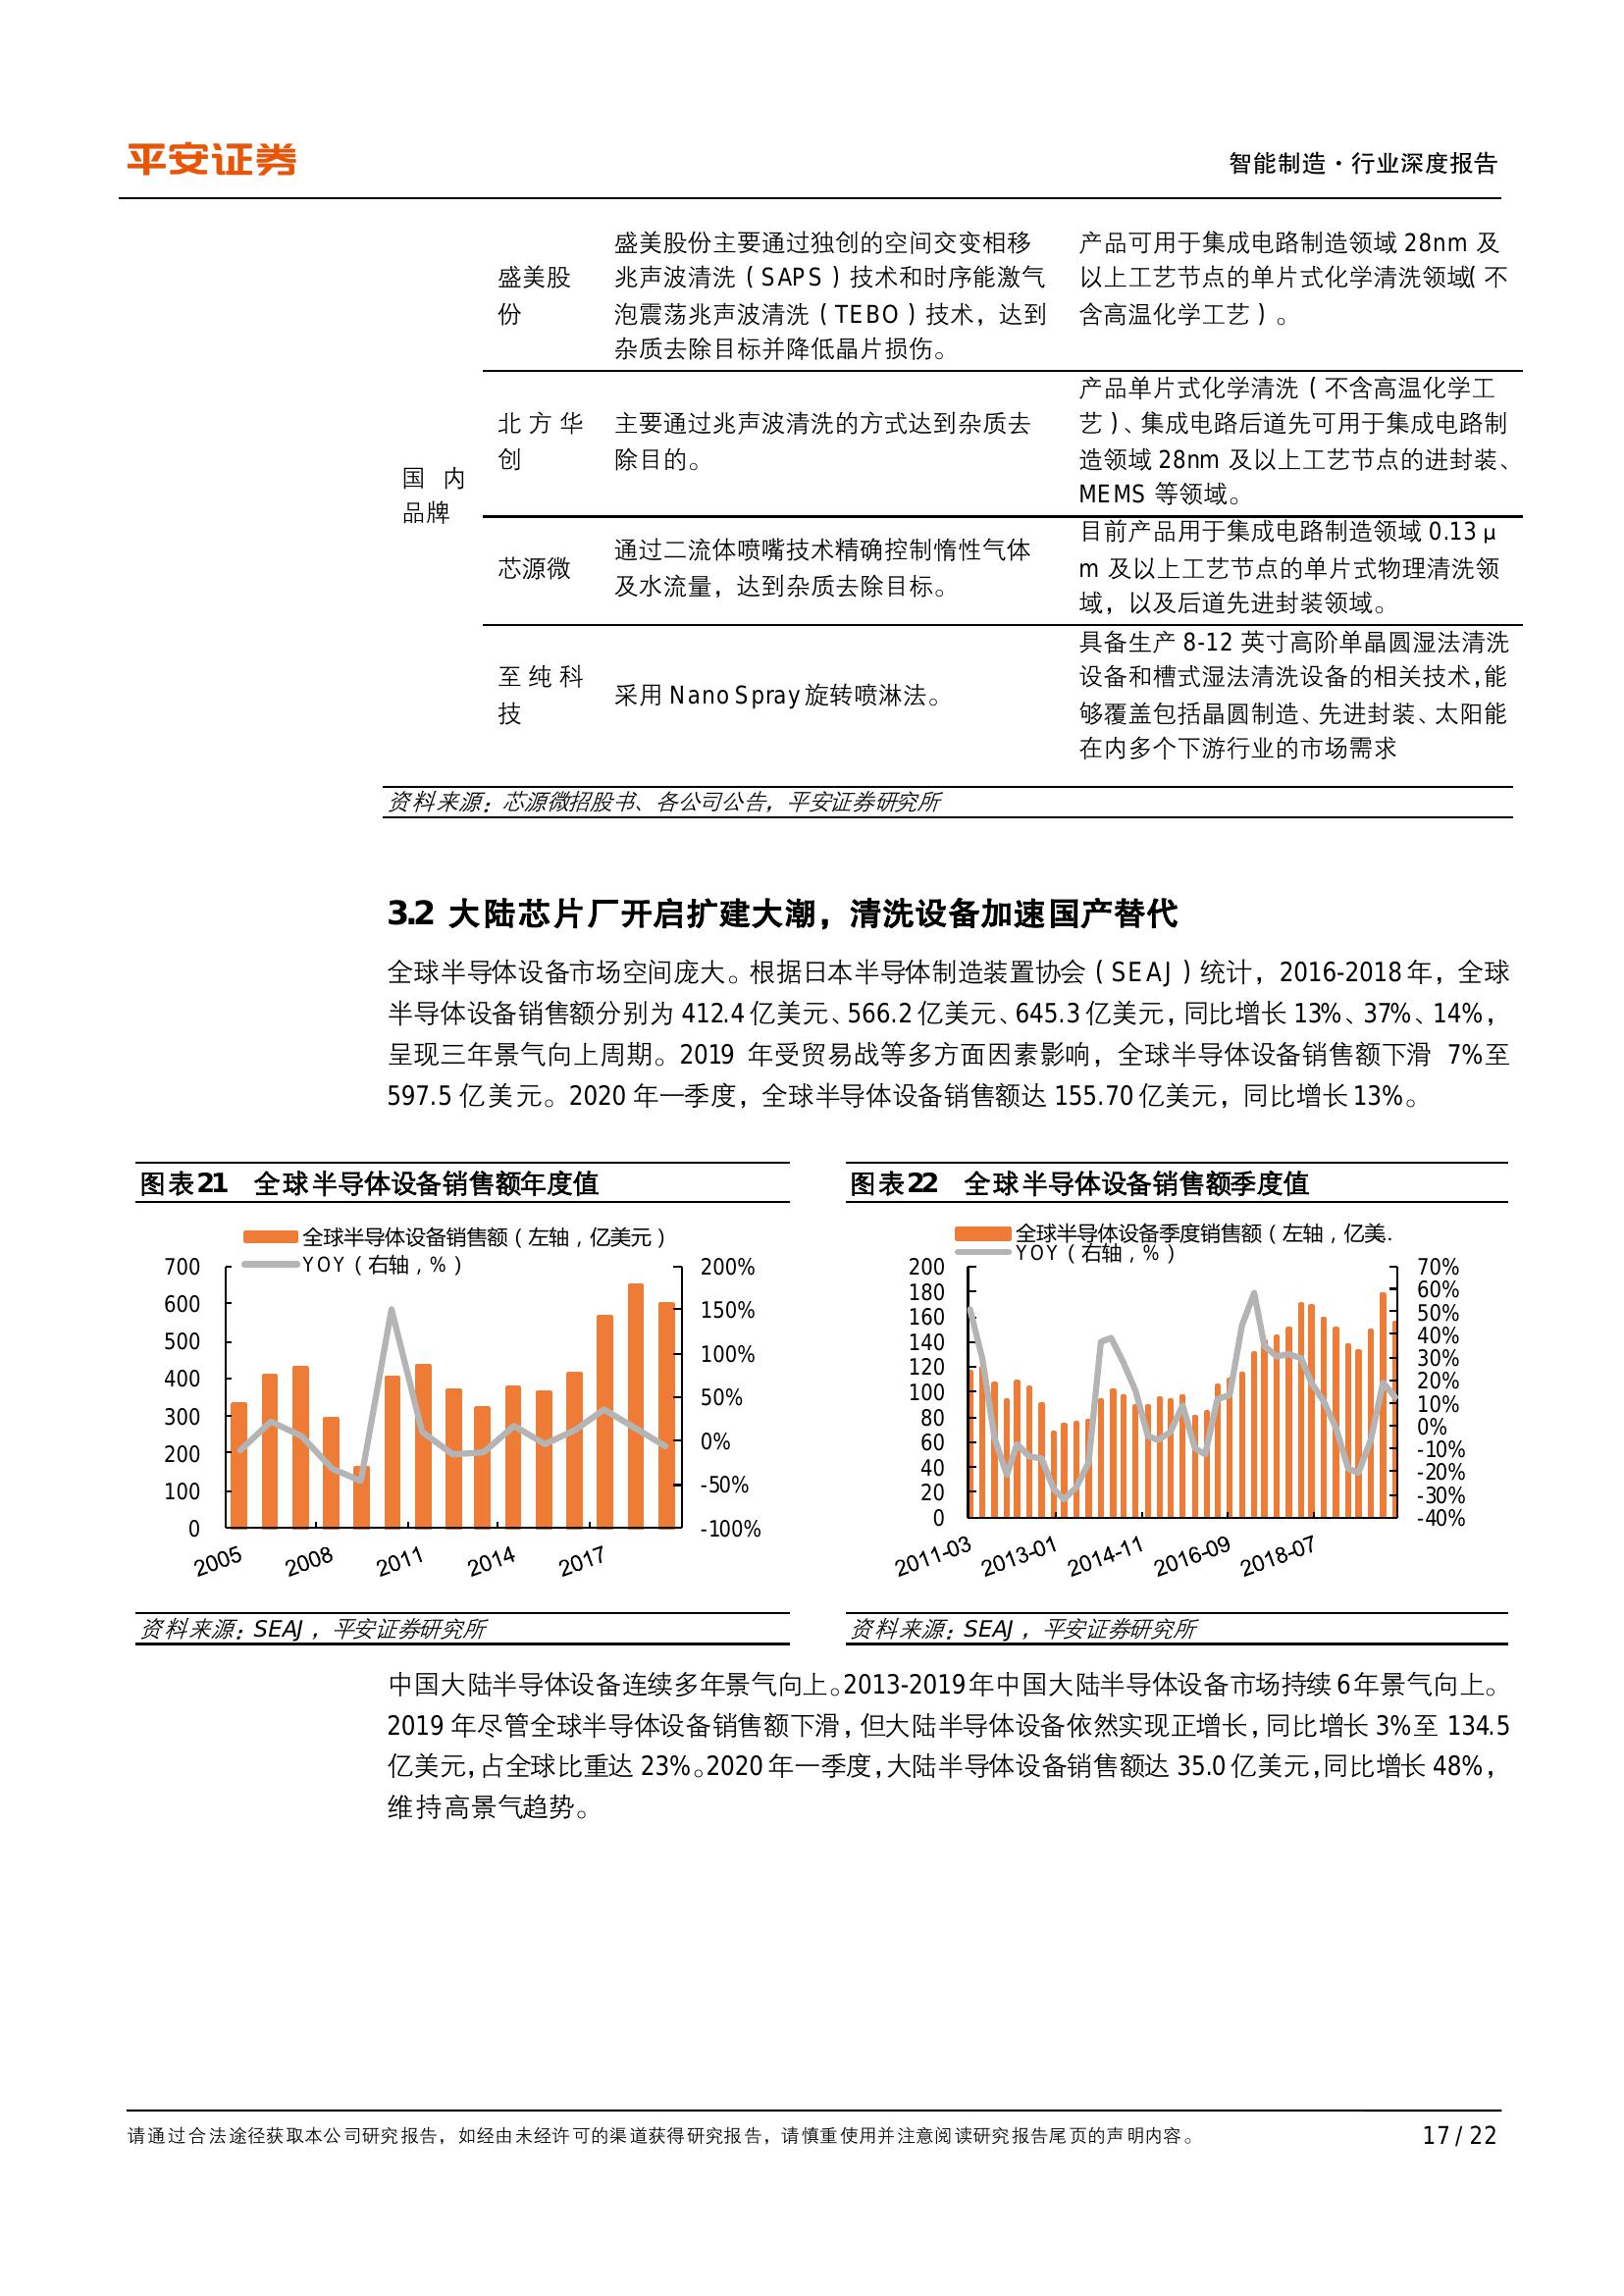 平安证券
智能制造·行业深度报告
国 内
品牌
盛美股
份
盛美股份主要通过独创的空间交变相移
兆声波清洗（SAPS）技术和时序能激气
泡震荡兆声波清洗（TEBO）技术，达到
杂质去除目标并降低晶片损伤。
产品可用于集成电路制造领域 28nm 及
以上工艺节点的单片式化学清洗领域(不
含高温化学工艺）。
北 方 华
创
主要通过兆声波清洗的方式达到杂质去
除目的。
产品单片式化学清洗（不含高温化学工
艺）、集成电路后道先可用于集成电路制
造领域 28nm 及以上工艺节点的进封装、
MEMS 等领域。
芯源微
通过二流体喷嘴技术精确控制惰性气体
及水流量，达到杂质去除目标。
目前产品用于集成电路制造领域 0.13 μ
m 及以上工艺节点的单片式物理清洗领
域，以及后道先进封装领域。
至 纯 科
技
采用 Nano Spray 旋转喷淋法。
具备生产 8-12 英寸高阶单晶圆湿法清洗
设备和槽式湿法清洗设备的相关技术，能
够覆盖包括晶圆制造、先进封装、太阳能
在内多个下游行业的市场需求
资料来源：芯源微招股书、各公司公告，平安证券研究所
3.2 大陆芯片厂开启扩建大潮，清洗设备加速国产替代
全球半导体设备市场空间庞大。根据日本半导体制造装置协会（SEAJ）统计，2016-2018 年，全球
半导体设备销售额分别为 412.4 亿美元、566.2 亿美元、645.3 亿美元，同比增长 13%、37%、14%，
呈现三年景气向上周期。2019 年受贸易战等多方面因素影响，全球半导体设备销售额下滑 7%至
597.5 亿美元。2020 年一季度，全球半导体设备销售额达 155.70 亿美元，同比增长 13%。
图表21 全球半导体设备销售额年度值
全球半导体设备销售额（左轴，亿美元）
YOY（右轴，%）
700
600
500
400
300
200
100
0
200%
150%
100%
50%
0%
-50%
-100%
2005
2008
2011
2014
2017
资料来源：SEAJ，平安证券研究所
图表22 全球半导体设备销售额季度值
全球半导体设备季度销售额（左轴，亿美.
YOY（右轴，%）
200
180
160
140
120
100
80
60
40
20
0
70%
60%
50%
40%
30%
20%
10%
0%
-10%
-20%
-30%
-40%
2011-03
2013-01
2014-11
2016-09
2018-07
资料来源：SEAJ，平安证券研究所
中国大陆半导体设备连续多年景气向上。2013-2019 年中国大陆半导体设备市场持续 6 年景气向上。
2019 年尽管全球半导体设备销售额下滑，但大陆半导体设备依然实现正增长，同比增长 3%至 134.5
亿美元，占全球比重达 23%。2020 年一季度，大陆半导体设备销售额达 35.0 亿美元，同比增长 48%，
维持高景气趋势。
请通过合法途径获取本公司研究报告，如经由未经许可的渠道获得研究报告，请慎重使用并注意阅读研究报告尾页的声明内容。
17 / 22